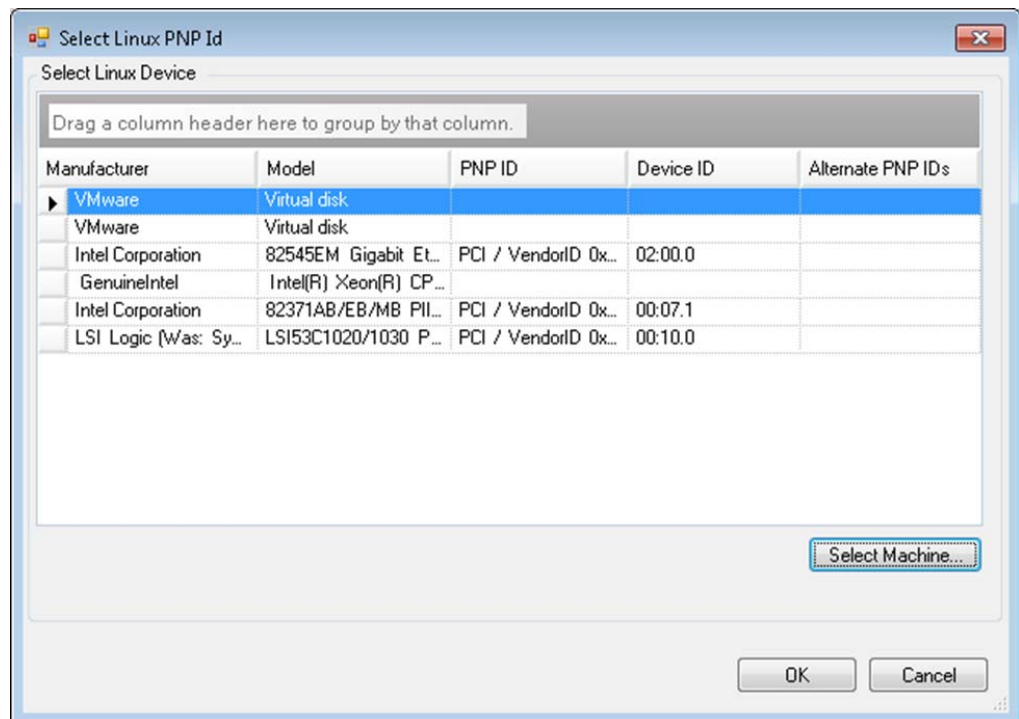 Select Linux PNP Id
Select Linux Device
Drag a column header here to group by that column.
Manufacturer Model PNP ID Device ID Alternate PNP IDs
VMware Virtual disk
VMware Virtual disk
Intel Corporation 82545EM Gigabit Et... PCI / VendorID 0x... 02:00.0
GenuineIntel Intel(R) Xeon(R) CP...
Intel Corporation 82371AB/EB/MB PII... PCI / VendorID 0x... 00:07.1
LSI Logic (Was: Sy... LSI53C1020/1030 P... PCI / VendorID 0x... 00:10.0
Select Machine...
OK Cancel